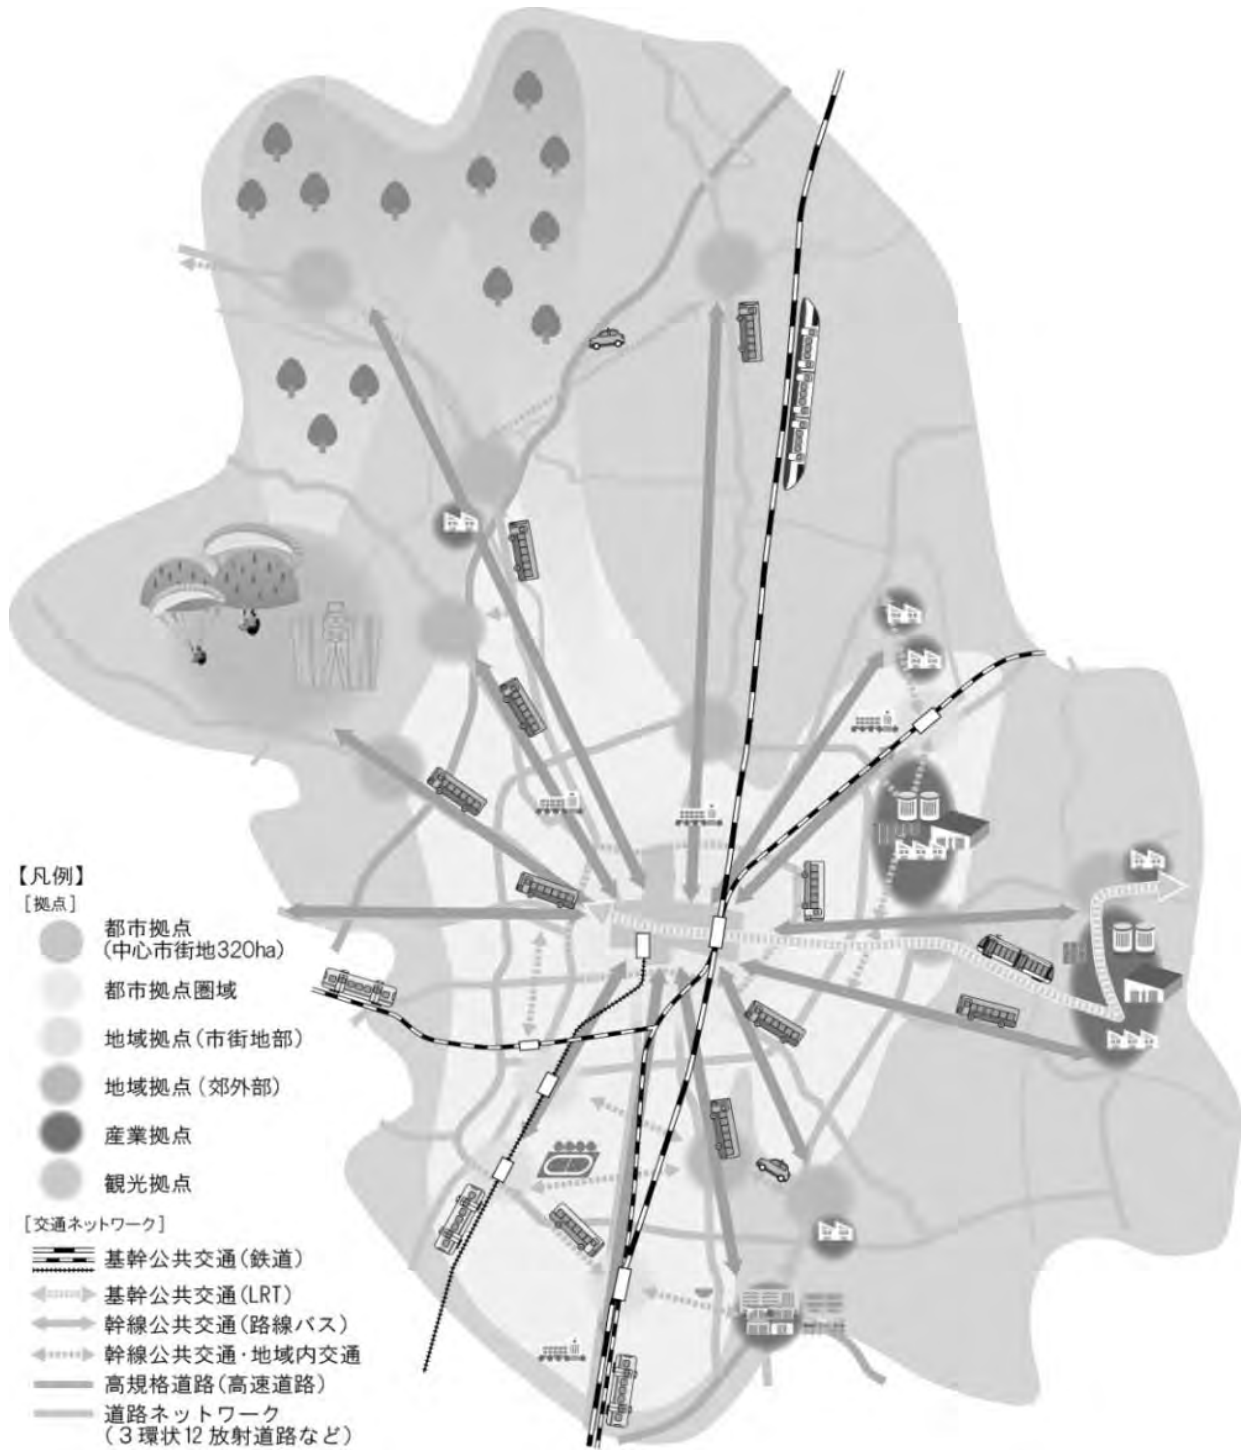 【凡例】
[拠点]
都市拠点
(中心市街地320ha)
都市拠点圏域
地域拠点(市街地部)
地域拠点(郊外部)
産業拠点
観光拠点
[交通ネットワーク]
基幹公共交通(鉄道)
基幹公共交通(LRT)
幹線公共交通(路線バス)
幹線公共交通・地域内交通
高規格道路(高速道路)
道路ネットワーク
(3環状12放射道路など)